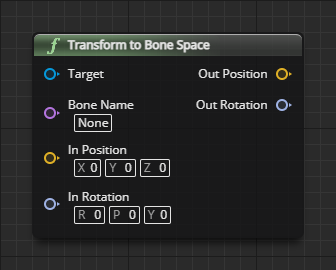 f Transform to Bone Space
Target
Out Position
Bone Name
Out Rotation
None
In Position
X 0 Y 0 Z 0
In Rotation
R 0 P 0 Y 0